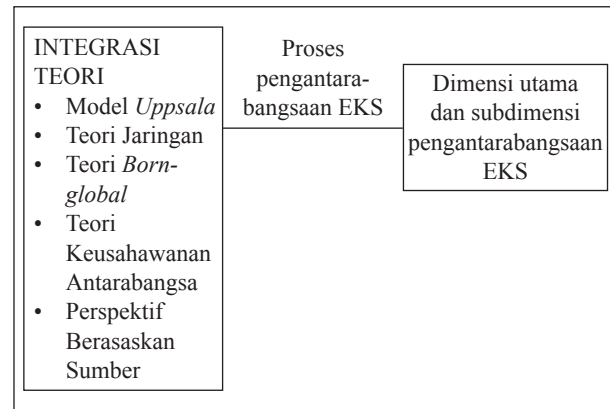 INTEGRASI
TEORI
• Model Uppsala
• Teori Jaringan
• Teori Born-
global
• Teori
Keusahawanan
Antarabangsa
• Perspektif
Berasaskan
Sumber
Proses
pengantara-
bangsaan EKS
Dimensi utama
dan subdimensi
pengantarabangsaan
EKS